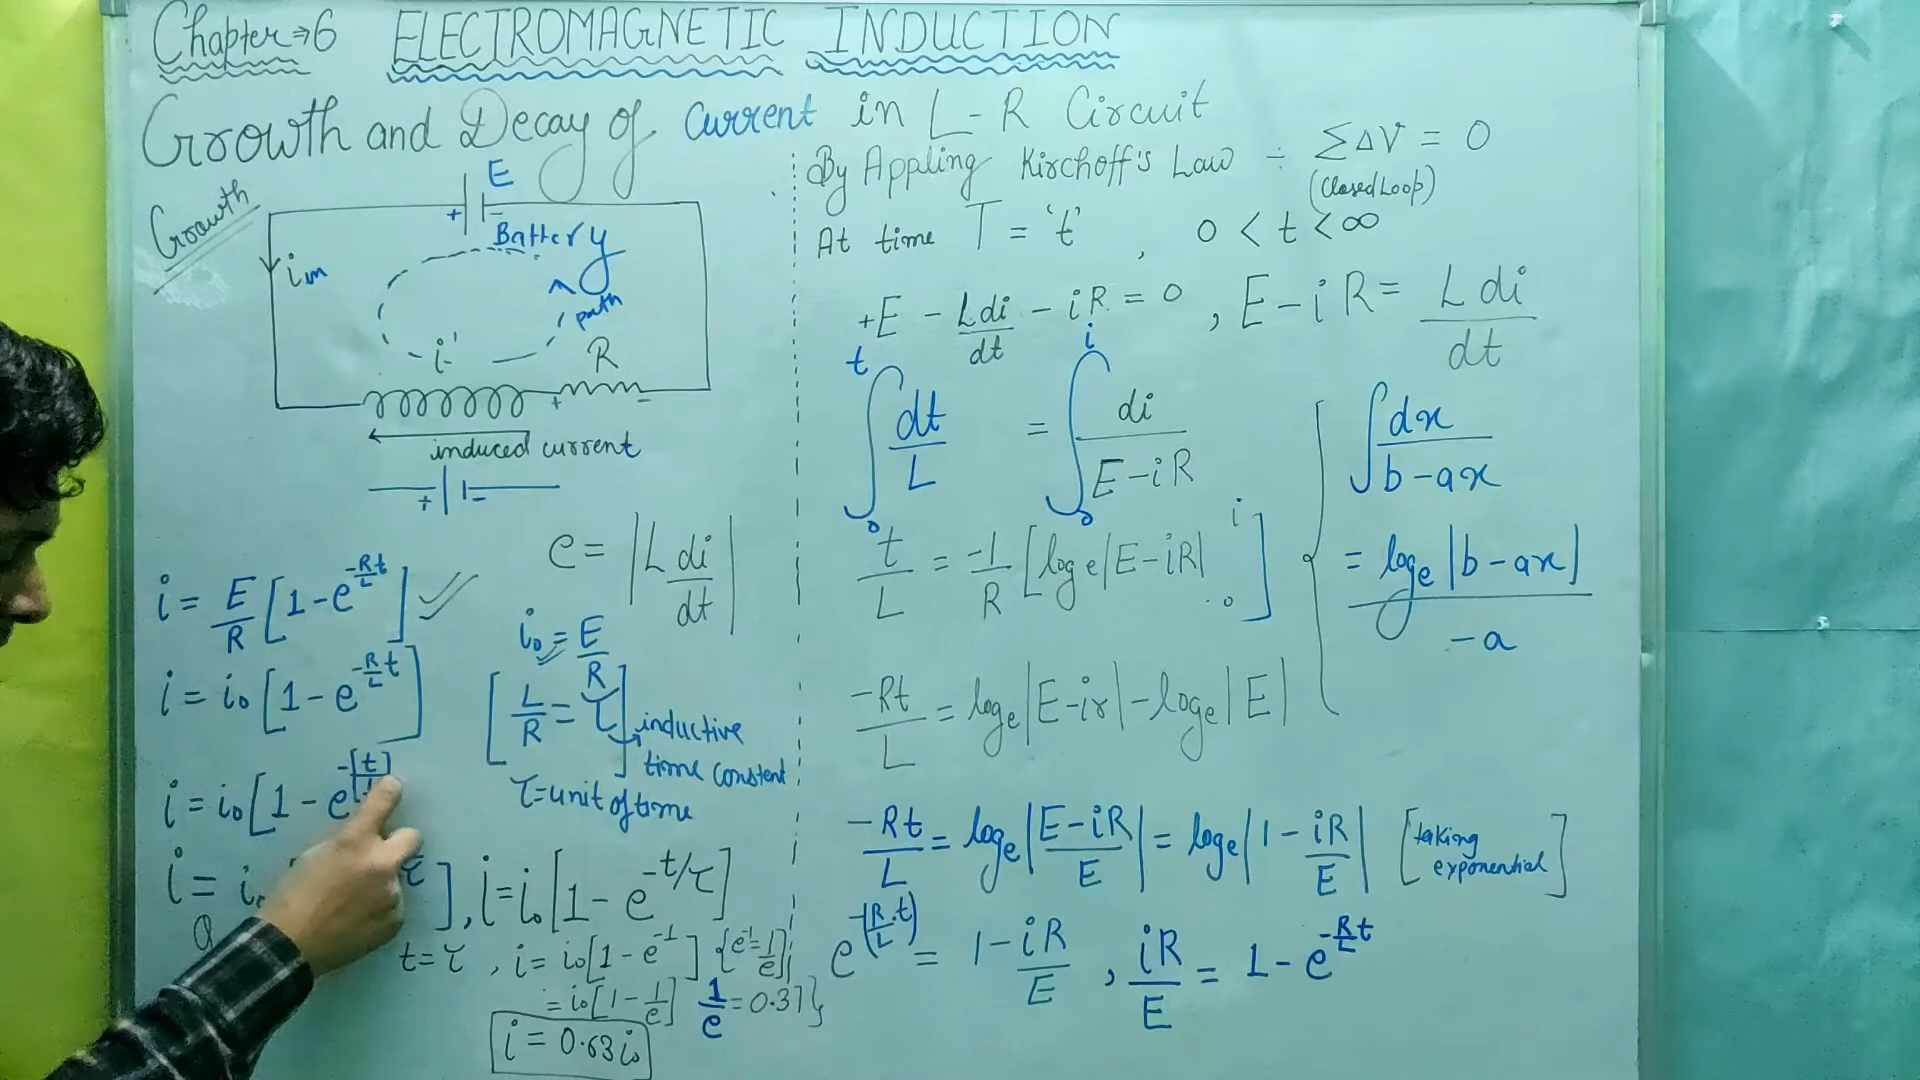 Chapter ⇒ 6 ELECTROMAGNETIC INDUCTION
Growth and Decay of Current in L-R Circuit
Growth
E
+ -
Battery
im
path
i'
R
+ -
induced current
+ -
e = |L di/dt|
i = E/R [1 - e^(-Rt/L)] ✓
i₀ = E/R
i = i₀ [1 - e^(-R/L t)]
[L/R = τ] → inductive time constant
τ = unit of time
i = i₀ [1 - e
i = i₀ τ], i = i₀ [1 - e^(-t/τ)]
t = τ, i = i₀ [1 - e^(-1)] {e^(-1) = 1/e}
= i₀ [1 - 1/e] 1/e = 0.37}
i = 0.63 i₀
By Appling Kirchoff's Law ÷ ΣΔV = 0
(Closed Loop)
At time T = 't', 0 < t < ∞
+E - L di/dt - iR = 0, E - iR = L di/dt
∫₀^t dt/L = ∫₀^i di/(E - iR)
∫ dx/(b - ax)
= logₑ |b - ax| / -a
t/L = -1/R [logₑ |E - iR|₀^i]
-Rt/L = logₑ |E - ir| - logₑ |E|
-Rt/L = logₑ |(E - iR)/E| = logₑ |1 - iR/E| [taking exponential]
e^(-(R/L . t)) = 1 - iR/E, iR/E = 1 - e^(-R/L t)